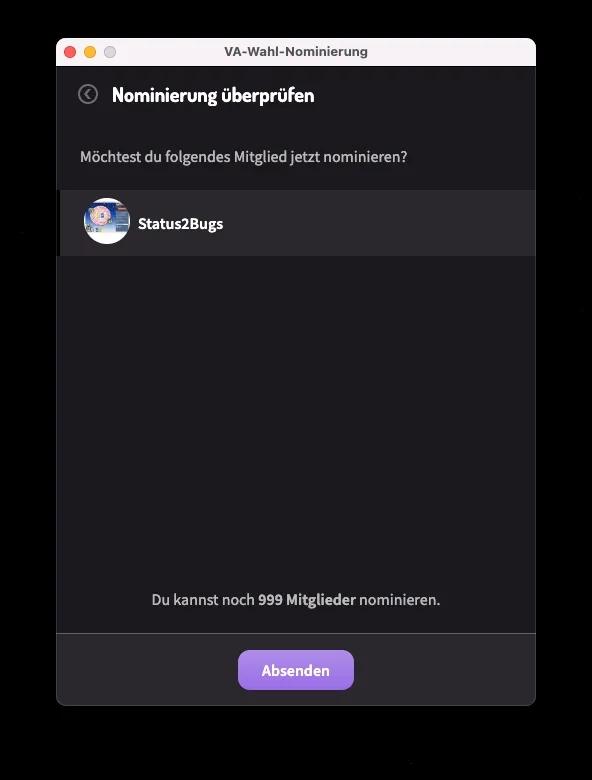 VA-Wahl-Nominierung
Nominierung überprüfen
Möchtest du folgendes Mitglied jetzt nominieren?
Status2Bugs
Du kannst noch 999 Mitglieder nominieren.
Absenden